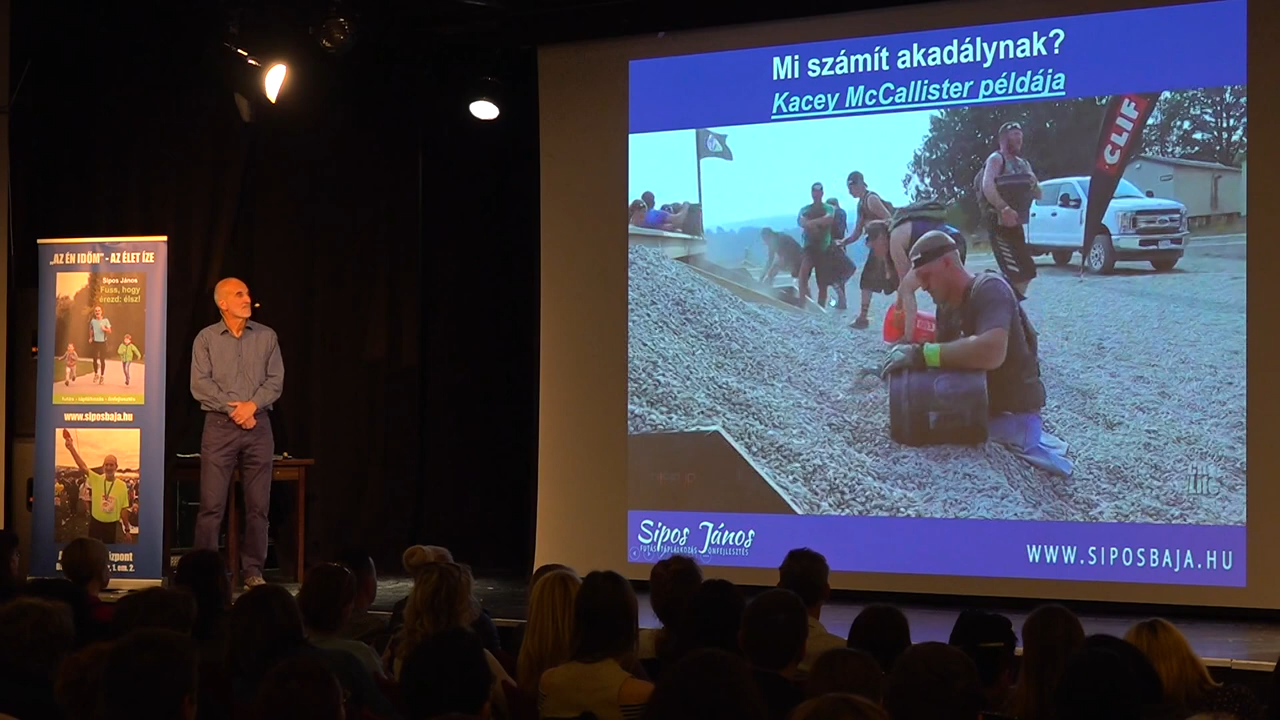 Mi számít akadálynak?
Kacey McCallister példája
CLIF
„AZ ÉN IDŐM" - AZ ÉLET ÍZE
Sipos János
Fuss, hogy
érezd: élsz!
www.siposbaja.hu
Sipos János
FUTÁS TÁPLÁLKOZÁS ÖNFEJLESZTÉS
WWW.SIPOSBAJA.HU